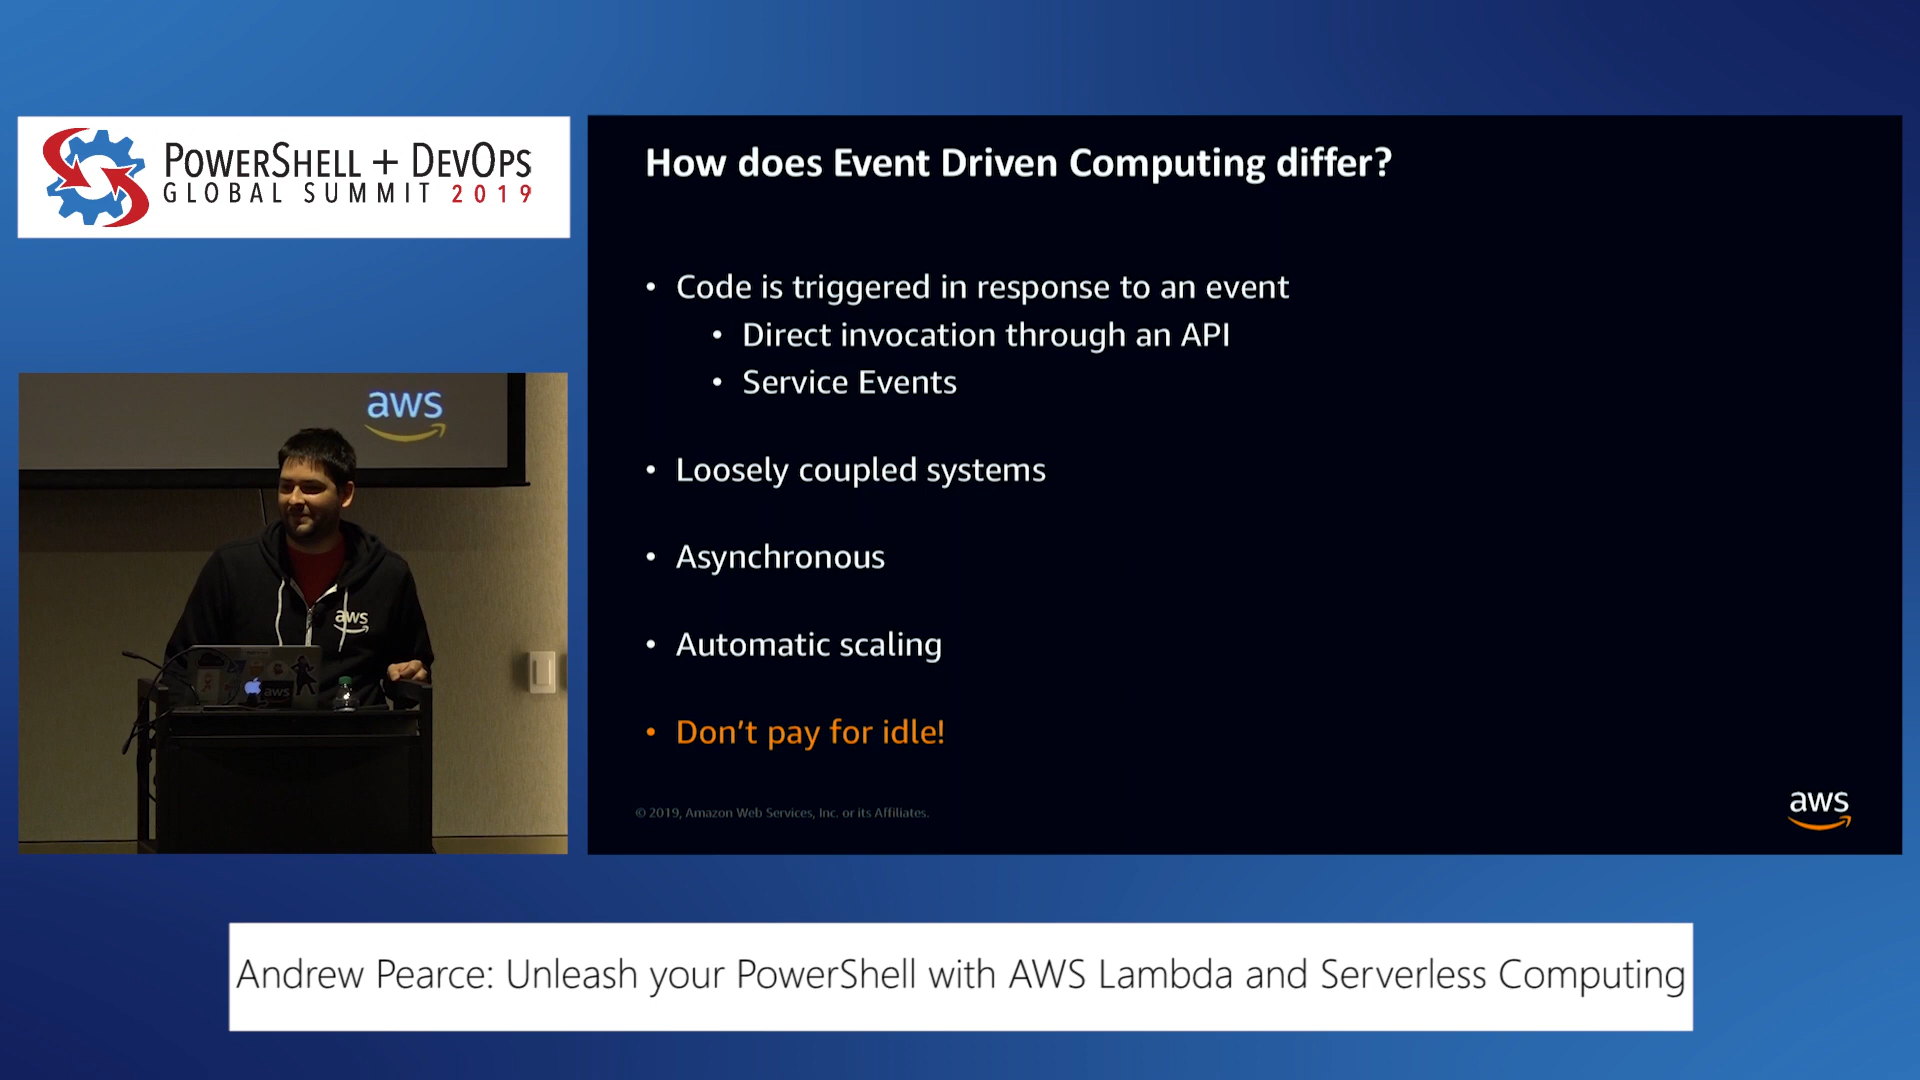 PowerShell + DevOps
GLOBAL SUMMIT 2019
How does Event Driven Computing differ?
• Code is triggered in response to an event
• Direct invocation through an API
• Service Events
• Loosely coupled systems
• Asynchronous
• Automatic scaling
• Don't pay for idle!
© 2019, Amazon Web Services, Inc. or its Affiliates.
aws
aws
aws
aws
Andrew Pearce: Unleash your PowerShell with AWS Lambda and Serverless Computing